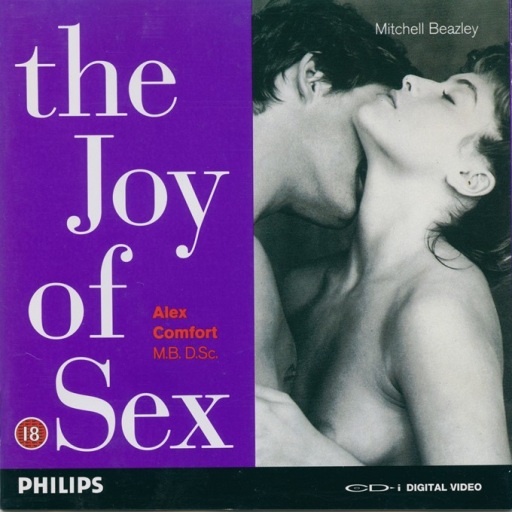 the
Joy
of
Sex
Alex
Comfort
M.B. D.Sc.
Mitchell Beazley
18
PHILIPS
CD-i DIGITAL VIDEO